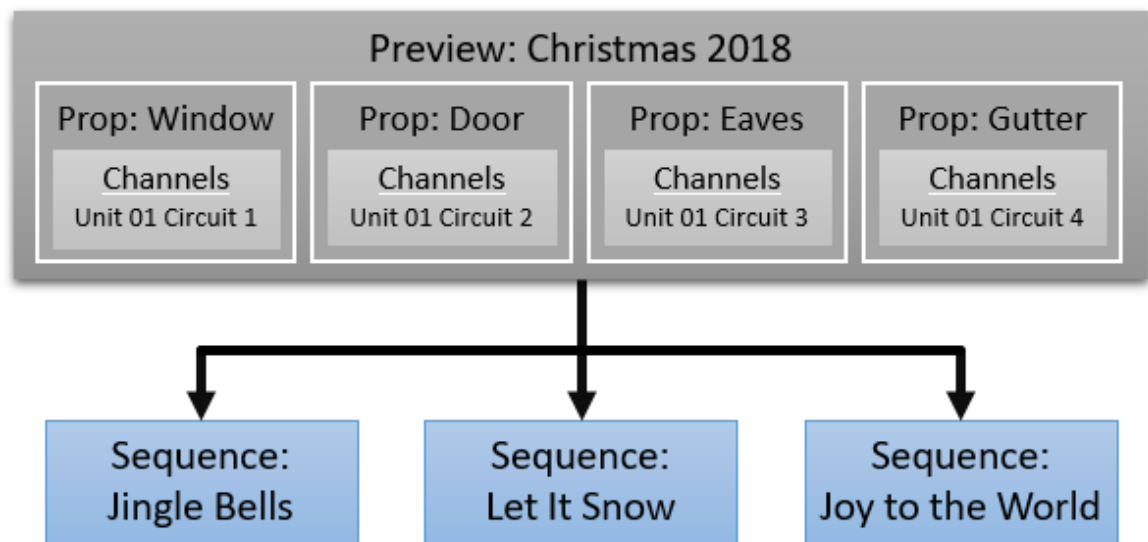 Preview: Christmas 2018
Prop: Window
Channels
Unit 01 Circuit 1
Prop: Door
Channels
Unit 01 Circuit 2
Prop: Eaves
Channels
Unit 01 Circuit 3
Prop: Gutter
Channels
Unit 01 Circuit 4
Sequence:
Jingle Bells
Sequence:
Let It Snow
Sequence:
Joy to the World